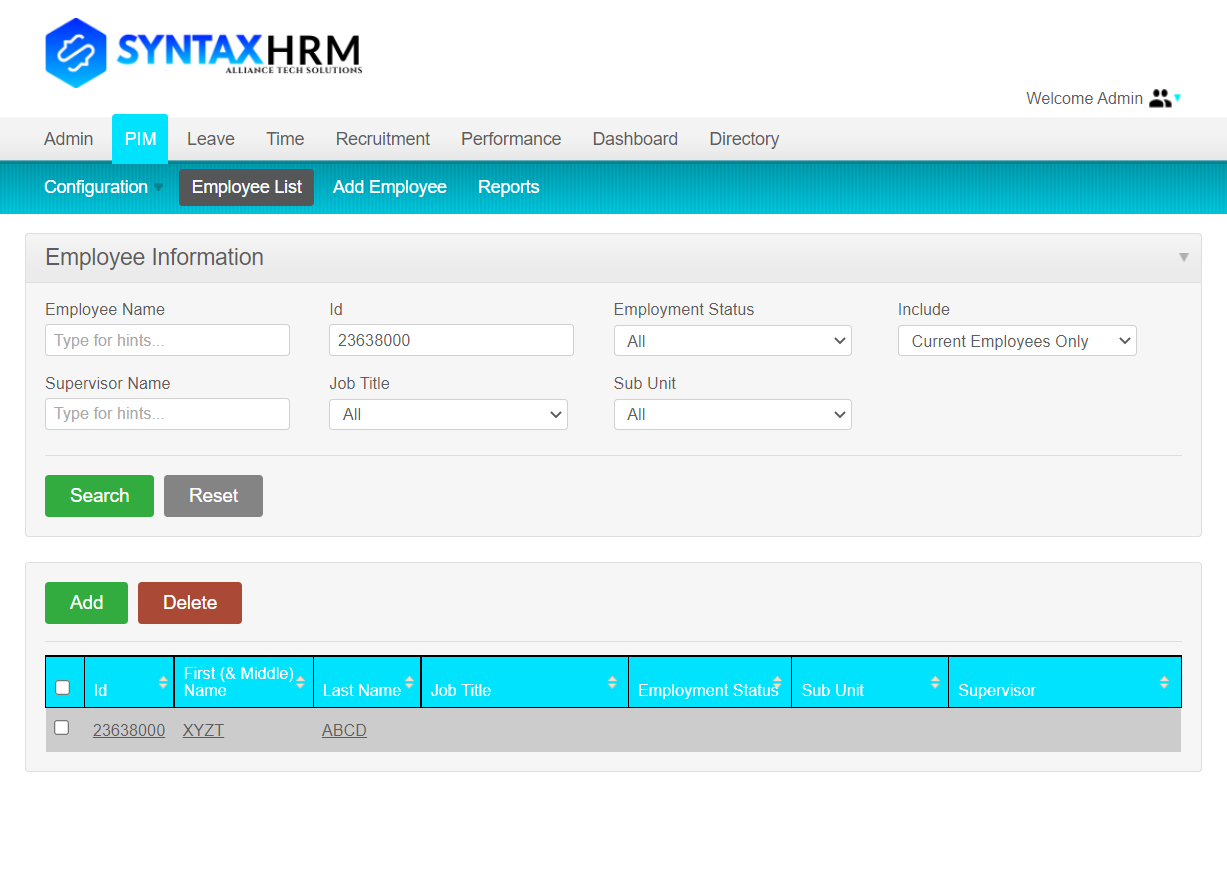 SYNTAXHRM
ALLIANCE TECH SOLUTIONS
Welcome Admin
Admin PIM Leave Time Recruitment Performance Dashboard Directory
Configuration Employee List Add Employee Reports
Employee Information
Employee Name Id Employment Status Include
Type for hints... 23638000 All Current Employees Only
Supervisor Name Job Title Sub Unit
Type for hints... All All
Search Reset
Add Delete
Id First (& Middle) Name Last Name Job Title Employment Status Sub Unit Supervisor
23638000 XYZT ABCD